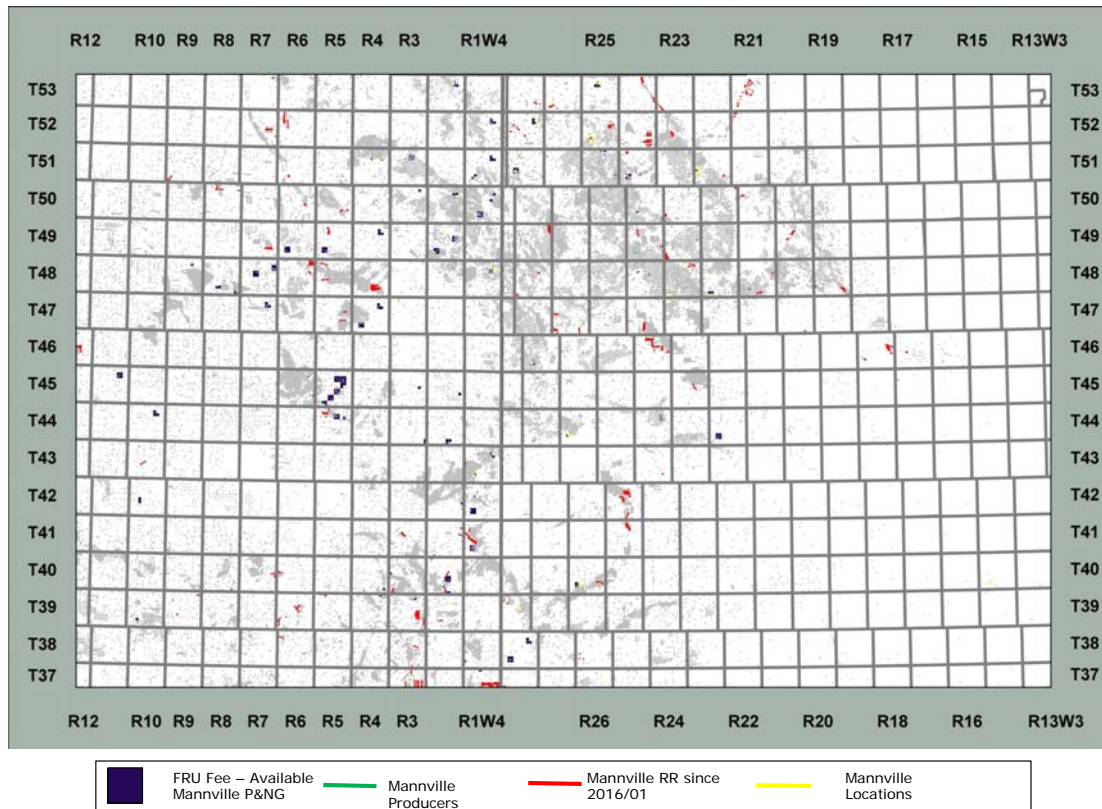 R12 R10 R9 R8 R7 R6 R5 R4 R3 R1W4 R25 R23 R21 R19 R17 R15 R13W3
T53 T53
T52 T52
T51 T51
T50 T50
T49 T49
T48 T48
T47 T47
T46 T46
T45 T45
T44 T44
T43 T43
T42 T42
T41 T41
T40 T40
T39 T39
T38 T38
T37 T37
R12 R10 R9 R8 R7 R6 R5 R4 R3 R1W4 R26 R24 R22 R20 R18 R16 R13W3
FRU Fee – Available
Mannville P&NG
Mannville
Producers
Mannville RR since
2016/01
Mannville
Locations